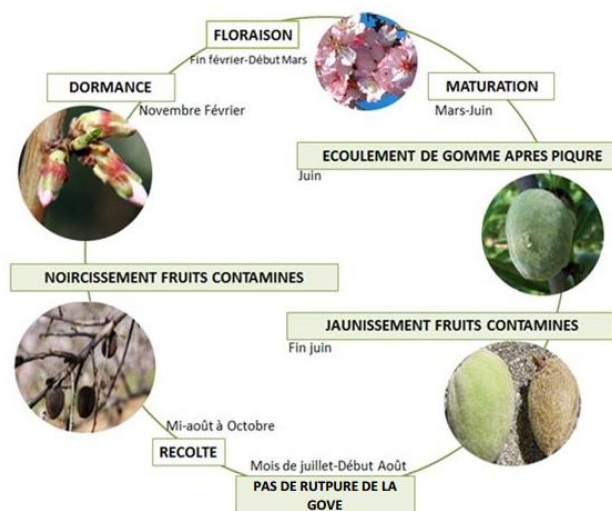 FLORAISON
Fin février-Début Mars
MATURATION
Mars-Juin
ECOULEMENT DE GOMME APRES PIQURE
Juin
JAUNISSEMENT FRUITS CONTAMINES
Fin juin
Mois de juillet-Début Août
PAS DE RUTPURE DE LA
GOVE
Mi-août à Octobre
RECOLTE
NOIRCISSEMENT FRUITS CONTAMINES
DORMANCE
Novembre Février